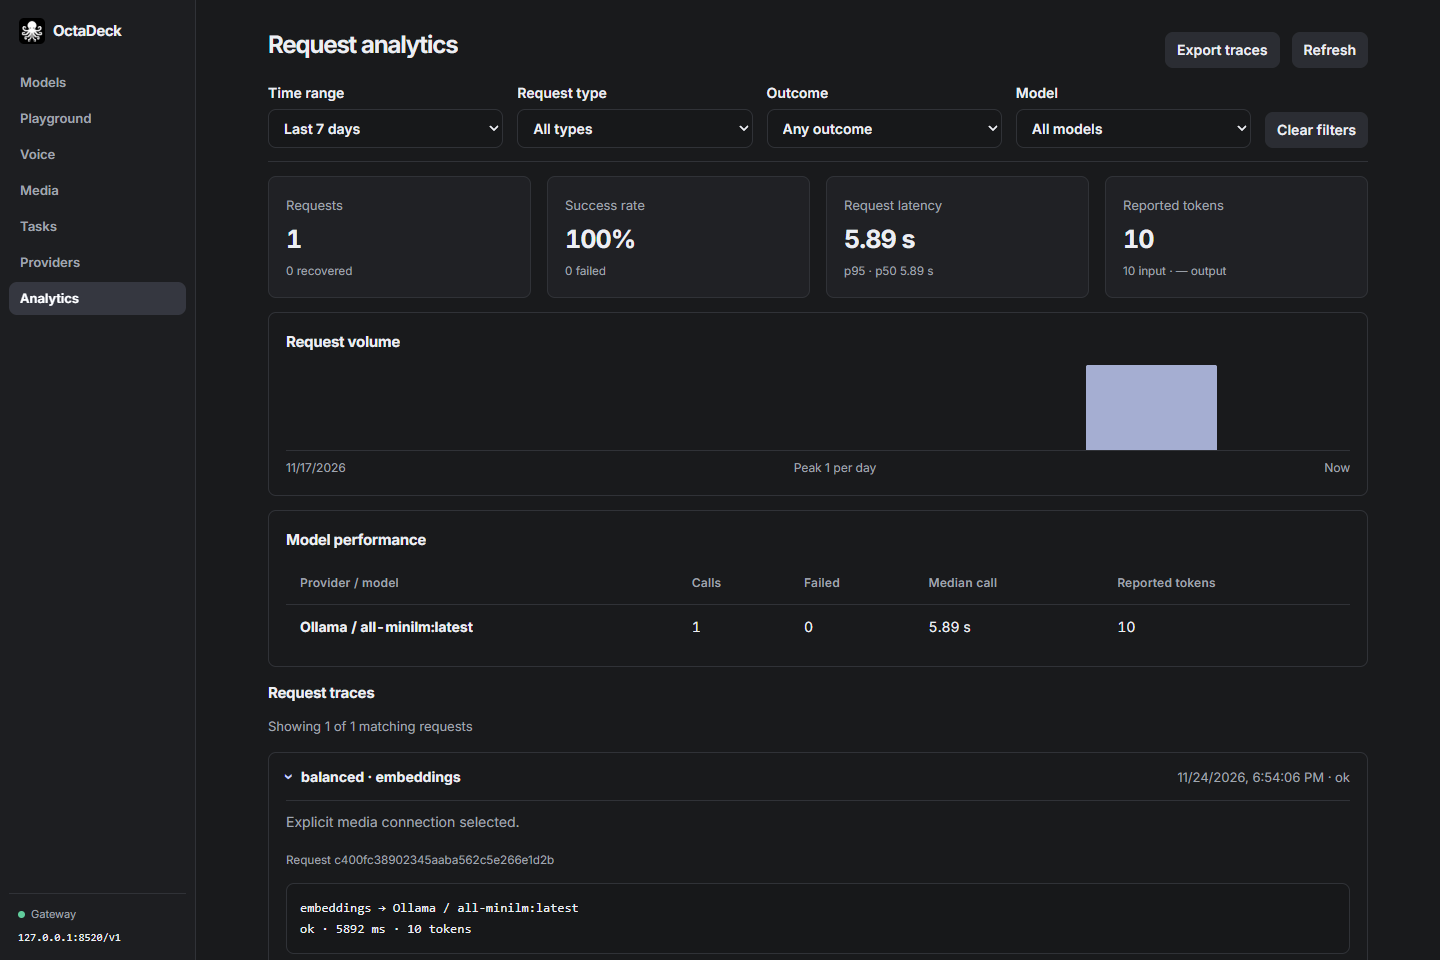 OctaDeck
Models
Playground
Voice
Media
Tasks
Providers
Analytics
Gateway
127.0.0.1:8520/v1
Request analytics
Export traces
Refresh
Time range
Request type
Outcome
Model
Last 7 days
All types
Any outcome
All models
Clear filters
Requests
1
0 recovered
Success rate
100%
0 failed
Request latency
5.89 s
p95 · p50 5.89 s
Reported tokens
10
10 input · — output
Request volume
11/17/2026
Peak 1 per day
Now
Model performance
Provider / model Calls Failed Median call Reported tokens
Ollama / all-minilm:latest 1 0 5.89 s 10
Request traces
Showing 1 of 1 matching requests
balanced · embeddings
11/24/2026, 6:54:06 PM · ok
Explicit media connection selected.
Request c400fc38902345aaba562c5e266e1d2b
embeddings → Ollama / all-minilm:latest
ok · 5892 ms · 10 tokens